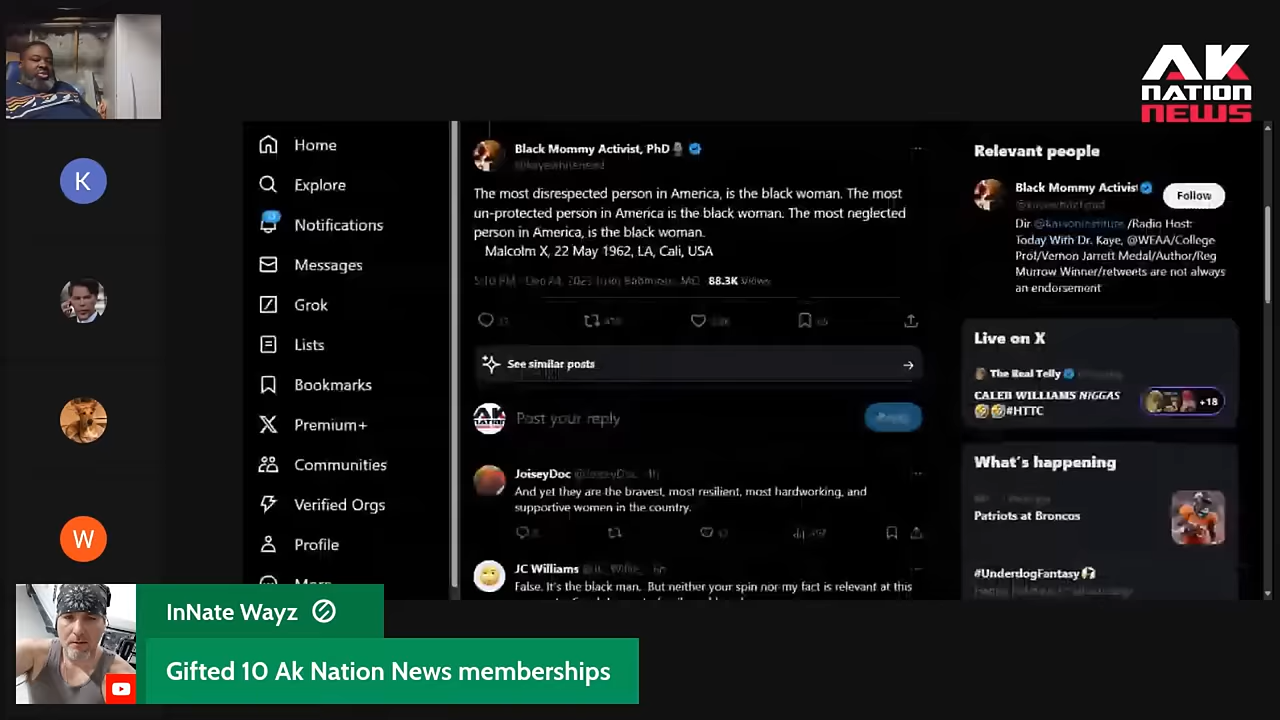 AK
NATION
NEWS
K
W
Home
Explore
Notifications
Messages
Grok
Lists
Bookmarks
Premium+
Communities
Verified Orgs
Profile
More
Black Mommy Activist, PhD
The most disrespected person in America, is the black woman. The most
un-protected person in America is the black woman. The most neglected
person in America, is the black woman.
Malcolm X, 22 May 1962, LA, Cali, USA
88.3K Views
See similar posts
AK
NATION
Post your reply
JoiseyDoc
And yet they are the bravest, most resilient, most hardworking, and
supportive women in the country.
JC Williams
False. It's the black man. But neither your spin nor my fact is relevant at this
Relevant people
Black Mommy Activist
Follow
Dir /Radio Host:
Today With Dr. Kaye, @WEAA/College
Prof/Vernon Jarrett Medal/Author/Reg
Murrow Winner/retweets are not always
an endorsement
Live on X
The Real Telly
CALEB WILLIAMS NIGGAS
#HTTC
+18
What's happening
Patriots at Broncos
#UnderdogFantasy
InNate Wayz
Gifted 10 Ak Nation News memberships